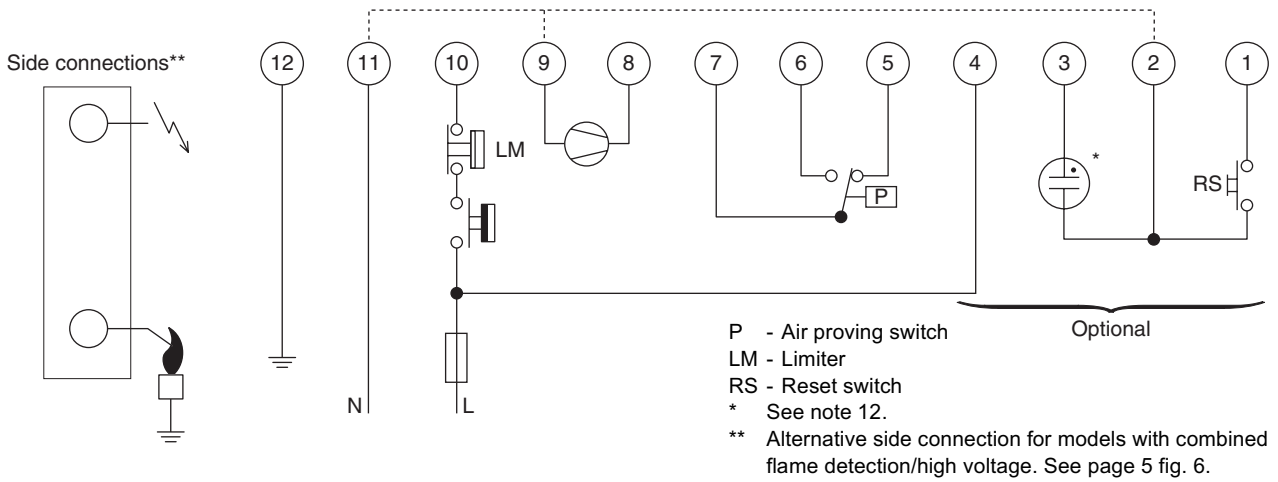 Side connections**
12 11 10 9 8 7 6 5 4 3 2 1
LM
*
RS
P
Optional
N L
P - Air proving switch
LM - Limiter
RS - Reset switch
* See note 12.
** Alternative side connection for models with combined
flame detection/high voltage. See page 5 fig. 6.